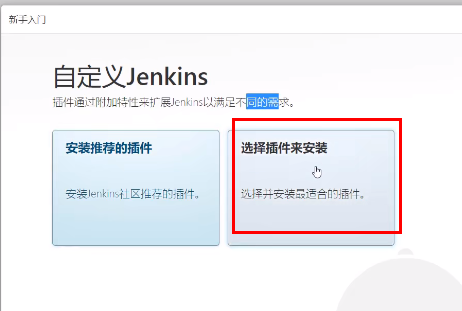 新手入门
自定义Jenkins
插件通过附加特性来扩展Jenkins以满足不同的需求。
安装推荐的插件
安装Jenkins社区推荐的插件。
选择插件来安装
选择并安装最适合的插件。